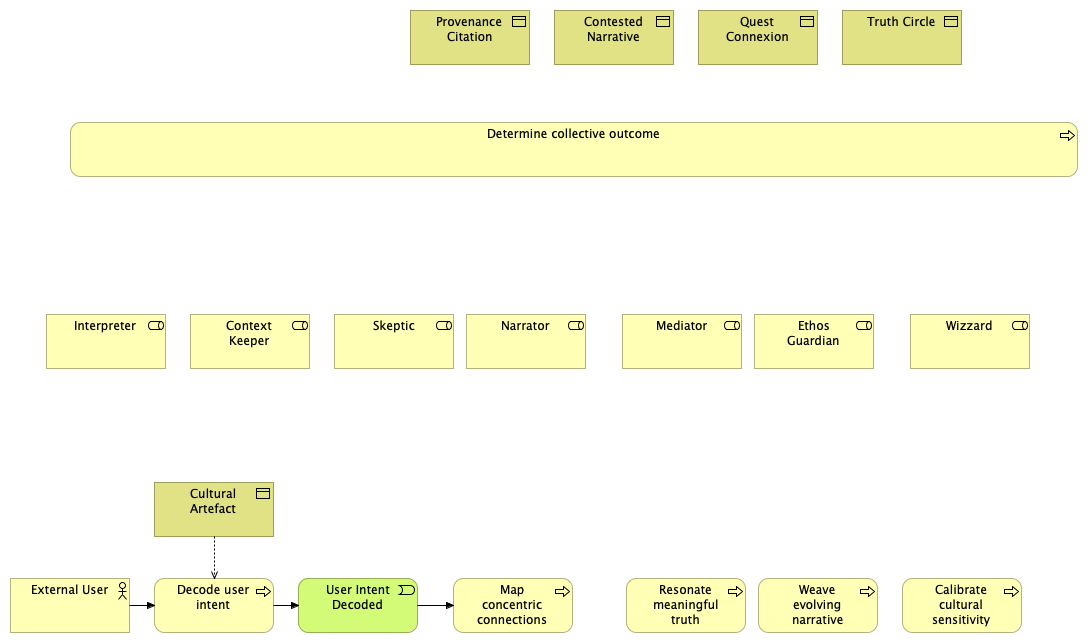 Provenance
Citation
Contested
Narrative
Quest
Connexion
Truth Circle
Determine collective outcome
Interpreter
Context
Keeper
Skeptic
Narrator
Mediator
Ethos
Guardian
Wizzard
Cultural
Artefact
External User
Decode user
intent
User Intent
Decoded
Map
concentric
connections
Resonate
meaningful
truth
Weave
evolving
narrative
Calibrate
cultural
sensitivity